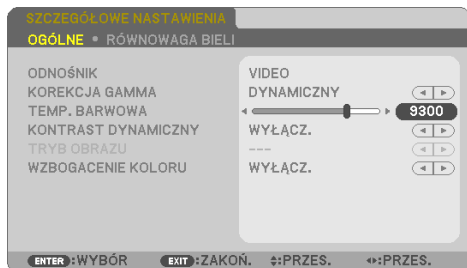 SZCZEGÓŁOWE NASTAWIENIA
OGÓLNE • RÓWNOWAGA BIELI
ODNOŚNIK VIDEO
KOREKCJA GAMMA DYNAMICZNY
TEMP. BARWOWA 9300
KONTRAST DYNAMICZNY WYŁĄCZ.
TRYB OBRAZU ---
WZBOGACENIE KOLORU WYŁĄCZ.
ENTER:WYBÓR EXIT:ZAKOŃ. :PRZES. :PRZES.